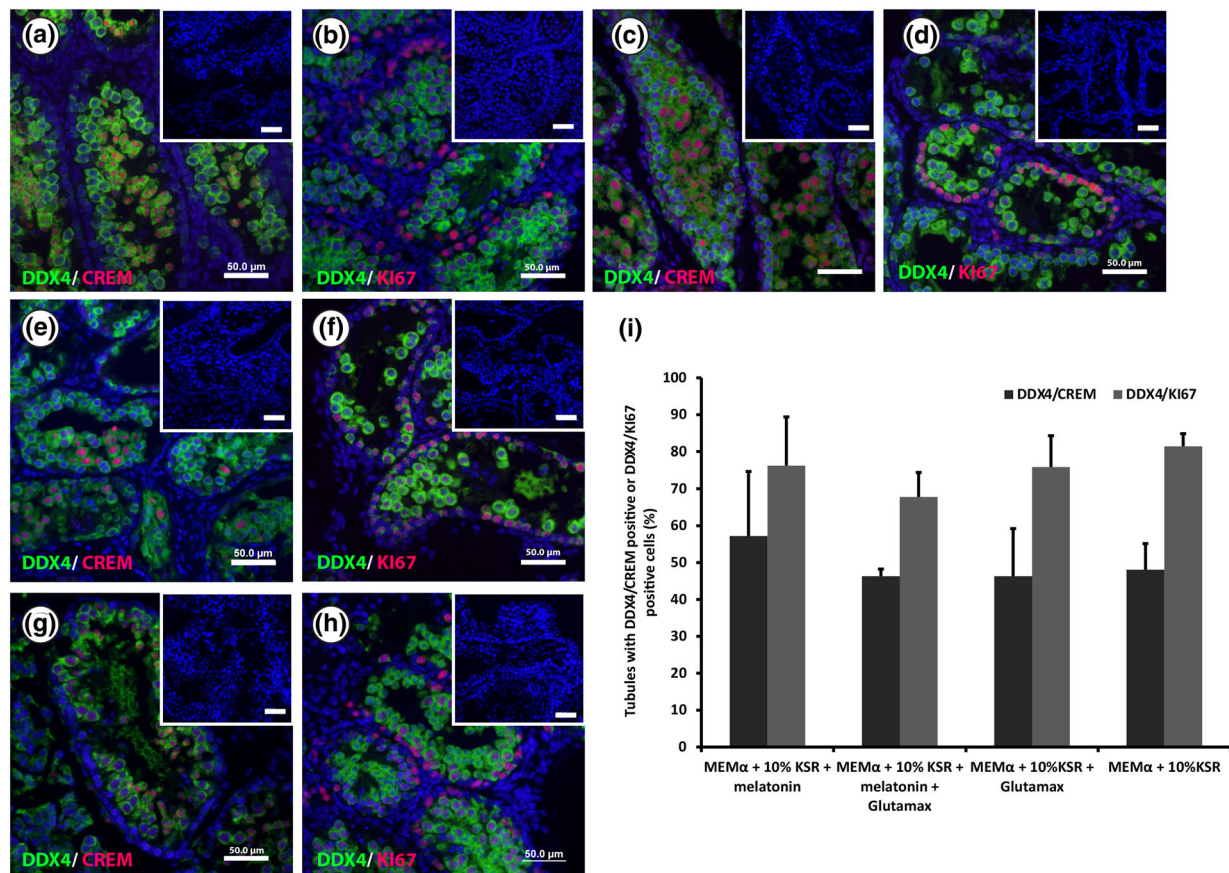 (a)
DDX4/ CREM
50.0 μm
(b)
DDX4/ KI67
50.0 μm
(c)
DDX4/ CREM
(d)
DDX4/ KI67
50.0 μm
(e)
DDX4/ CREM
50.0 μm
(f)
DDX4/ KI67
50.0 μm
(g)
DDX4/ CREM
50.0 μm
(h)
DDX4/ KI67
50.0 μm
(i)
DDX4/CREM
DDX4/KI67
Tubules with DDX4/CREM positive or DDX4/KI67
positive cells (%)
100
90
80
70
60
50
40
30
20
10
0
MEMα + 10% KSR +
melatonin
MEMα + 10% KSR +
melatonin +
Glutamax
MEMα + 10%KSR +
Glutamax
MEMα + 10%KSR